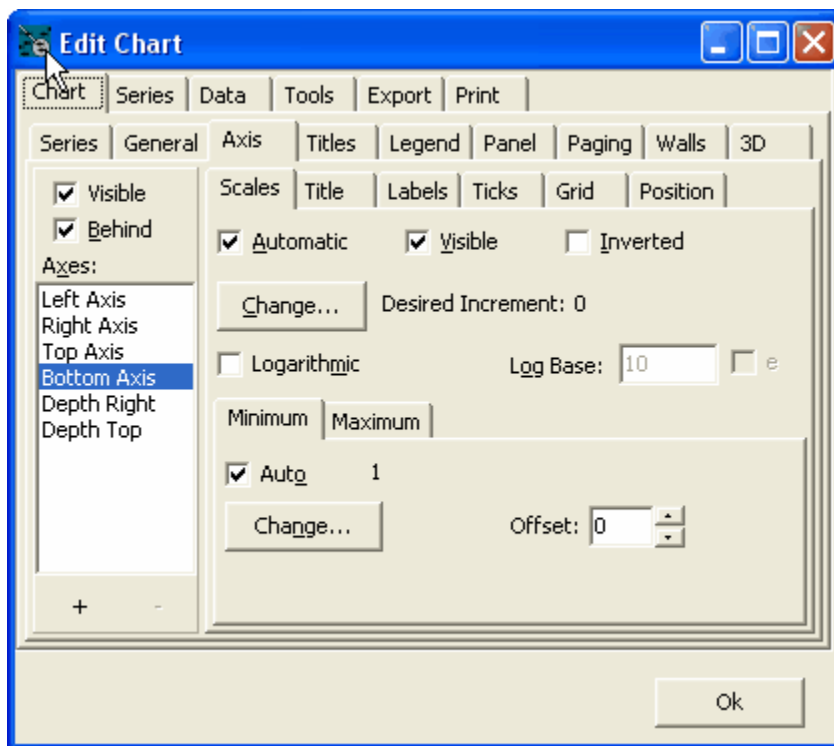 Edit Chart
Chart Series Data Tools Export Print
Series General Axis Titles Legend Panel Paging Walls 3D
Visible
Behind
Axes:
Left Axis
Right Axis
Top Axis
Bottom Axis
Depth Right
Depth Top
+ -
Scales Title Labels Ticks Grid Position
Automatic Visible Inverted
Change... Desired Increment: 0
Logarithmic Log Base: 10 e
Minimum Maximum
Auto 1
Change... Offset: 0
Ok